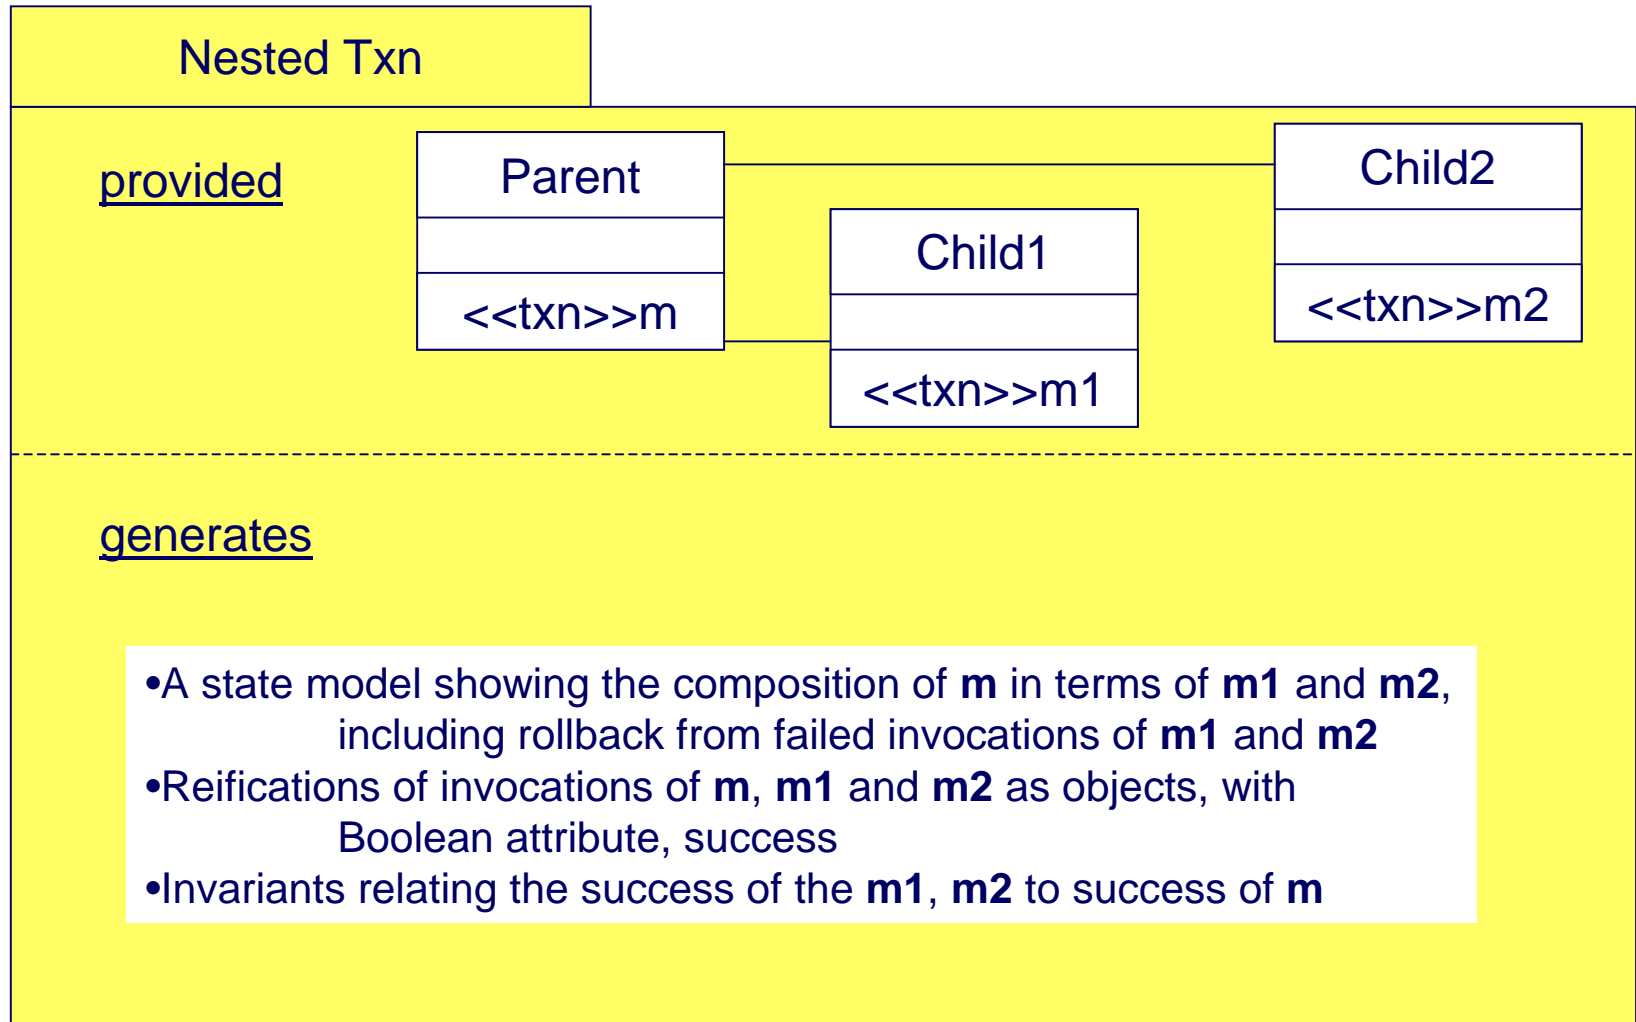 Nested Txn
provided
Parent
<<txn>>m
Child1
<<txn>>m1
Child2
<<txn>>m2
generates
•A state model showing the composition of m in terms of m1 and m2,
including rollback from failed invocations of m1 and m2
•Reifications of invocations of m, m1 and m2 as objects, with
Boolean attribute, success
•Invariants relating the success of the m1, m2 to success of m